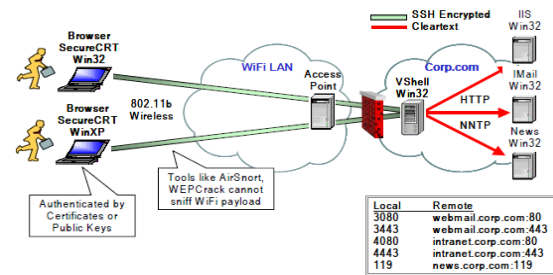 Browser
SecureCRT
Win32
Browser
SecureCRT
WinXP
Authenticated by
Certificates or
Public Keys
802.11b
Wireless
WiFi LAN
Access
Point
Tools like AirSnort,
WEPCrack cannot
sniff WiFi payload
SSH Encrypted
Cleartext
Corp.com
VShell
Win32
HTTP
NNTP
IIS
Win32
IMail
Win32
News
Win32
Local Remote
3080 webmail.corp.com:80
3443 webmail.corp.com:443
4080 intranet.corp.com:80
4443 intranet.corp.com:443
119 news.corp.com:119